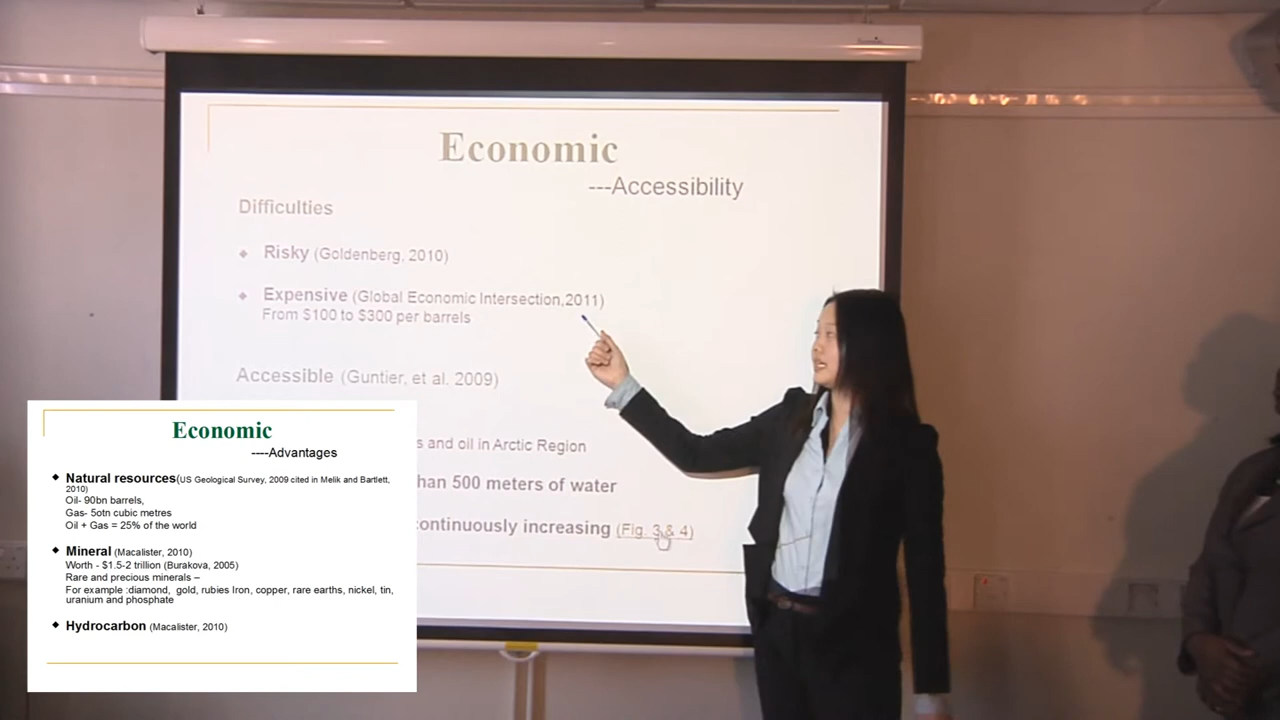 Economic
---Accessibility
Difficulties
Risky (Goldenberg, 2010)
Expensive (Global Economic Intersection,2011)
From $100 to $300 per barrels
Accessible (Guntier, et al. 2009)
and oil in Arctic Region
500 meters of water
continuously increasing (Fig. 3 & 4)
Economic
----Advantages
Natural resources(US Geological Survey, 2009 cited in Melik and Bartlett,
2010)
Oil- 90bn barrels,
Gas- 5otn cubic metres
Oil + Gas = 25% of the world
Mineral (Macalister, 2010)
Worth - $1.5-2 trillion (Burakova, 2005)
Rare and precious minerals –
For example :diamond, gold, rubies Iron, copper, rare earths, nickel, tin,
uranium and phosphate
Hydrocarbon (Macalister, 2010)